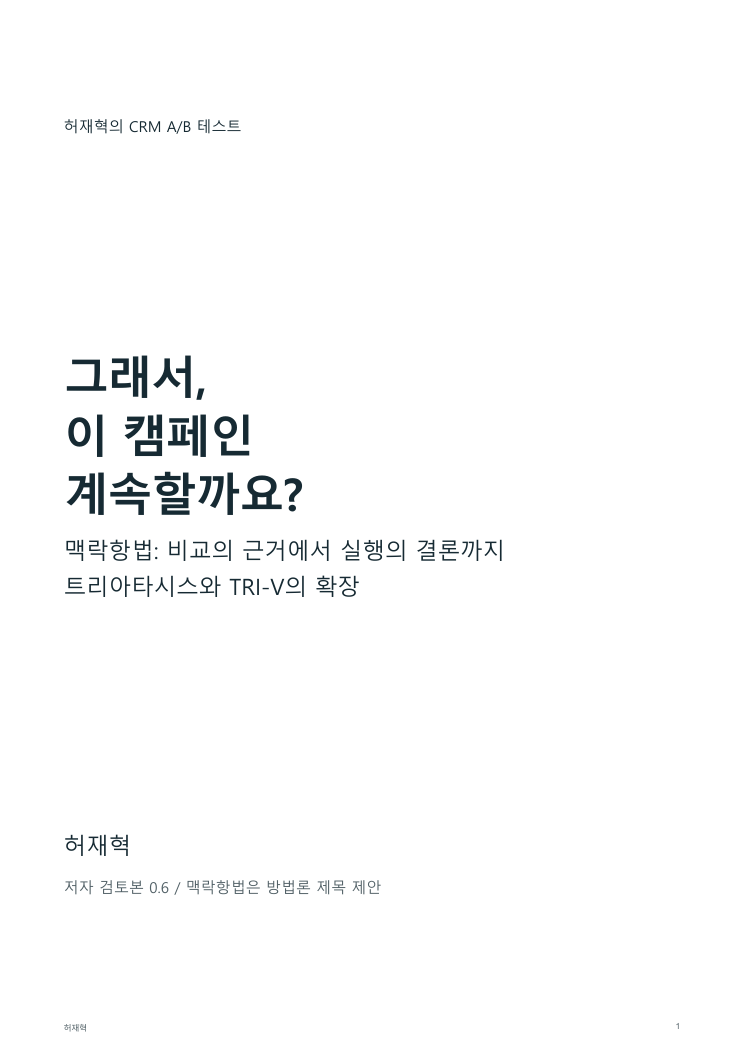 허재혁의 CRM A/B 테스트
그래서,
이 캠페인
계속할까요?
맥락항법: 비교의 근거에서 실행의 결론까지
트리아타시스와 TRI-V의 확장
허재혁
저자 검토본 0.6 / 맥락항법은 방법론 제목 제안
허재혁
1